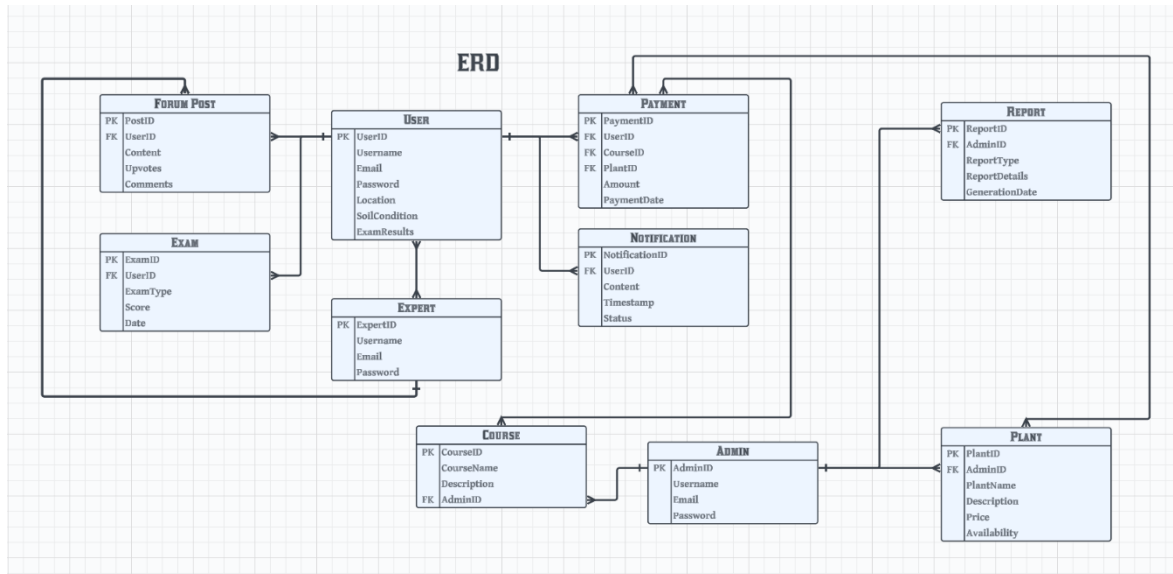 ERD
Forum Post
PK PostID
FK UserID
Content
Upvotes
Comments
User
PK UserID
Username
Email
Password
Location
SoilCondition
ExamResults
Payment
PK PaymentID
FK UserID
FK CourseID
FK PlantID
Amount
PaymentDate
Report
PK ReportID
FK AdminID
ReportType
ReportDetails
GenerationDate
Exam
PK ExamID
FK UserID
ExamType
Score
Date
Notification
PK NotificationID
FK UserID
Content
Timestamp
Status
Expert
PK ExpertID
Username
Email
Password
Course
PK CourseID
CourseName
Description
FK AdminID
Admin
PK AdminID
Username
Email
Password
Plant
PK PlantID
FK AdminID
PlantName
Description
Price
Availability